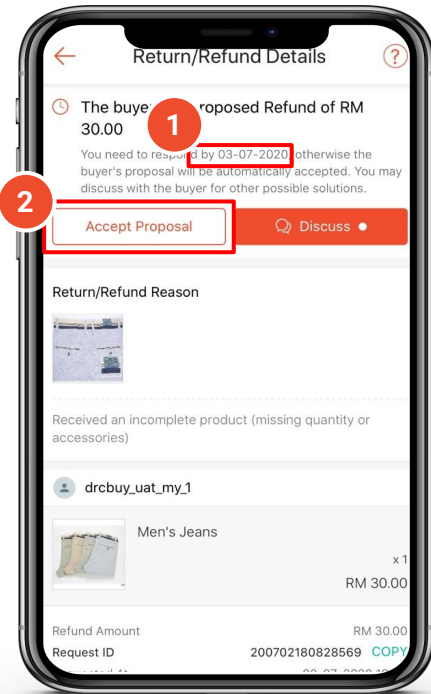 Return/Refund Details
?
The buyer proposed Refund of RM
30.00
1
You need to respond by 03-07-2020, otherwise the
buyer's proposal will be automatically accepted. You may
discuss with the buyer for other possible solutions.
2
Accept Proposal
Discuss
Return/Refund Reason
Received an incomplete product (missing quantity or
accessories)
drcbuy_uat_my_1
Men's Jeans
x 1
RM 30.00
Refund Amount RM 30.00
Request ID 200702180828569 COPY